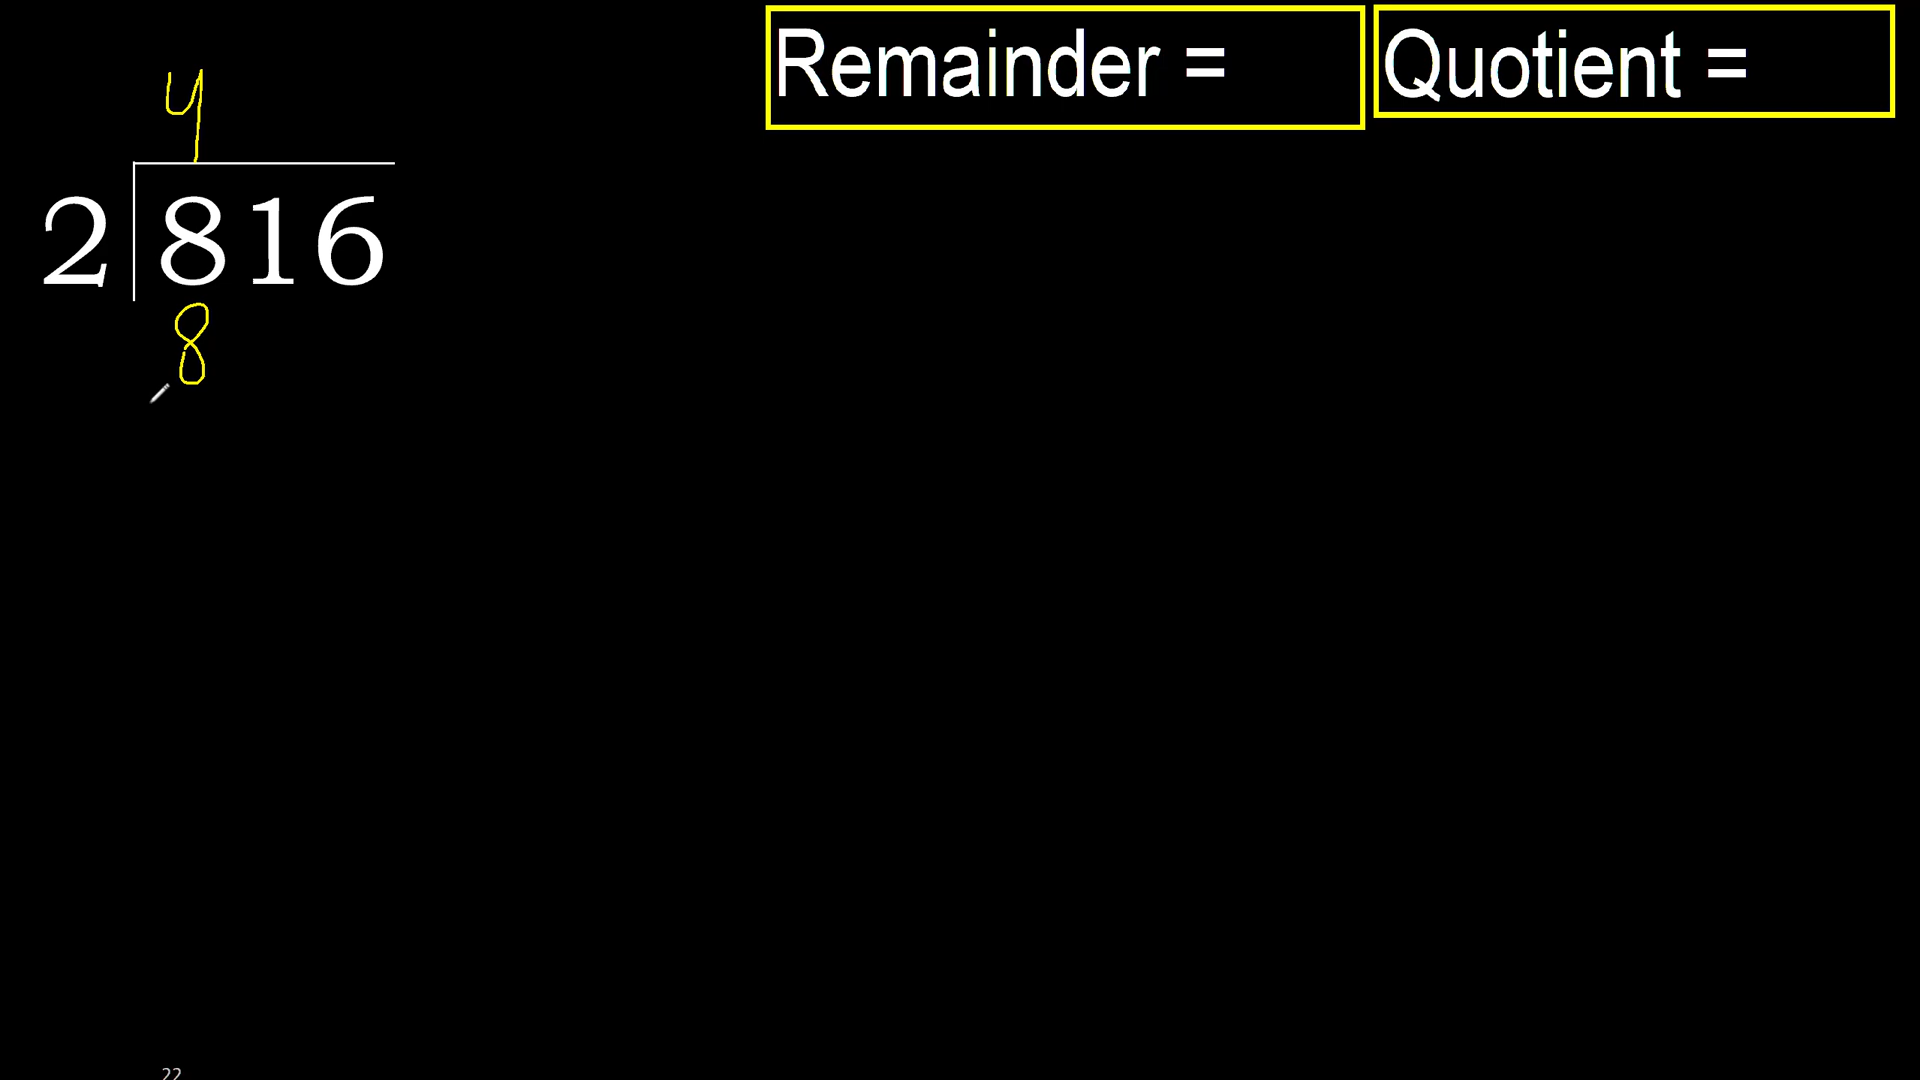 Remainder = Quotient =
4
2 816
8
22